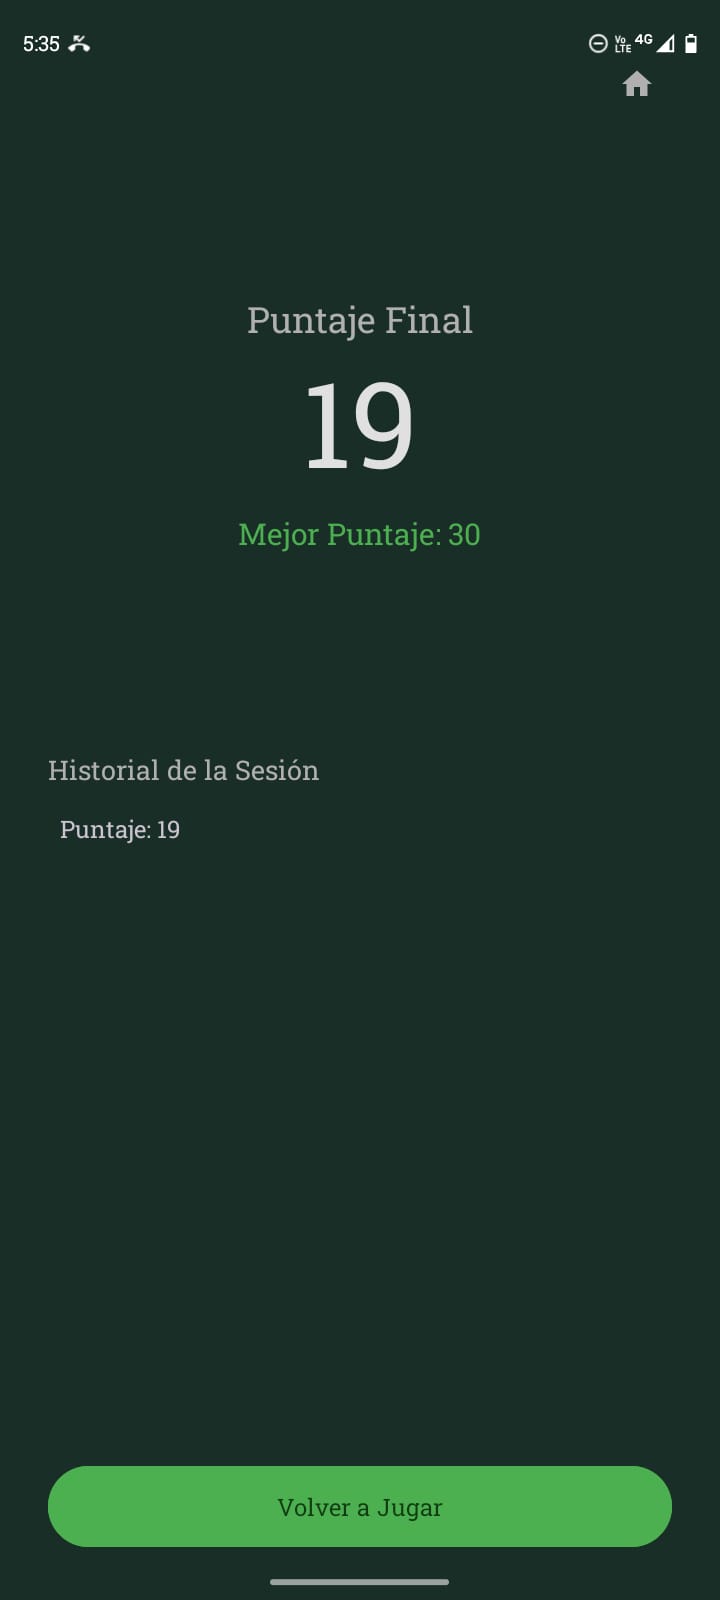 5:35
Vo LTE 4G
Puntaje Final
19
Mejor Puntaje: 30
Historial de la Sesión
Puntaje: 19
Volver a Jugar